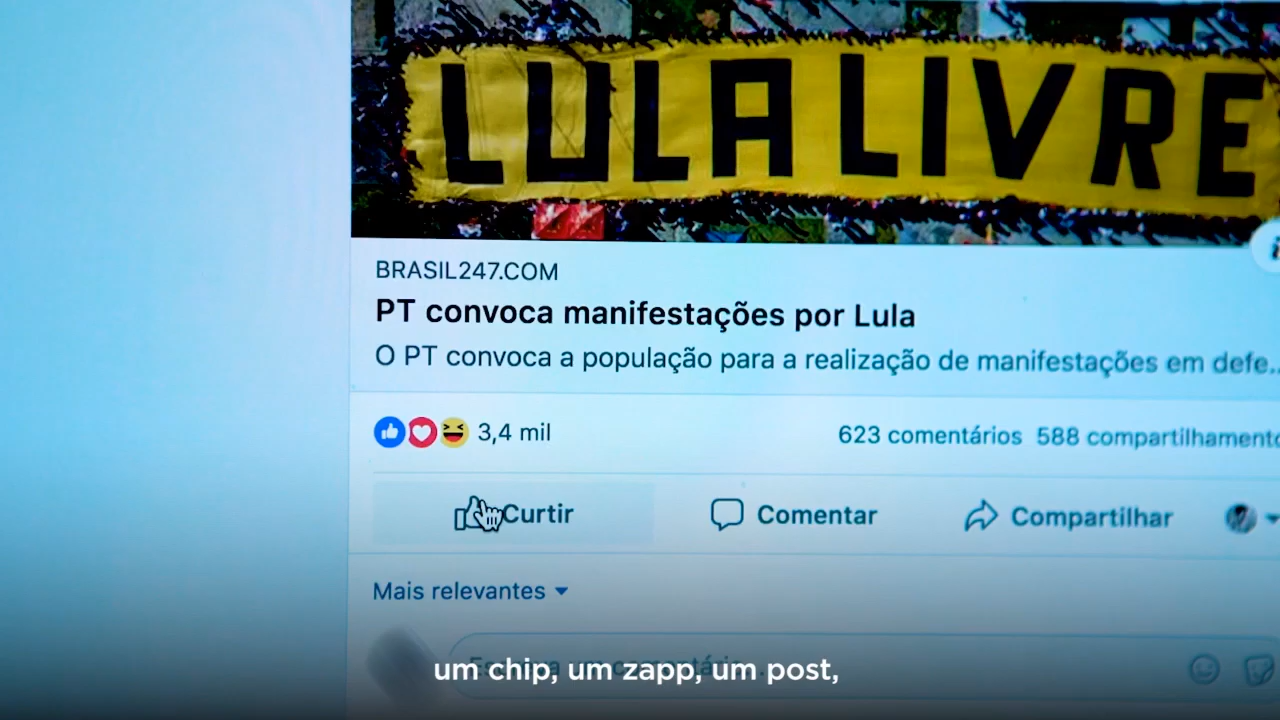 LULA LIVRE
BRASIL247.COM
PT convoca manifestações por Lula
O PT convoca a população para a realização de manifestações em defe...
3,4 mil
623 comentários 588 compartilhamento
Curtir
Comentar
Compartilhar
Mais relevantes
um chip, um zapp, um post,